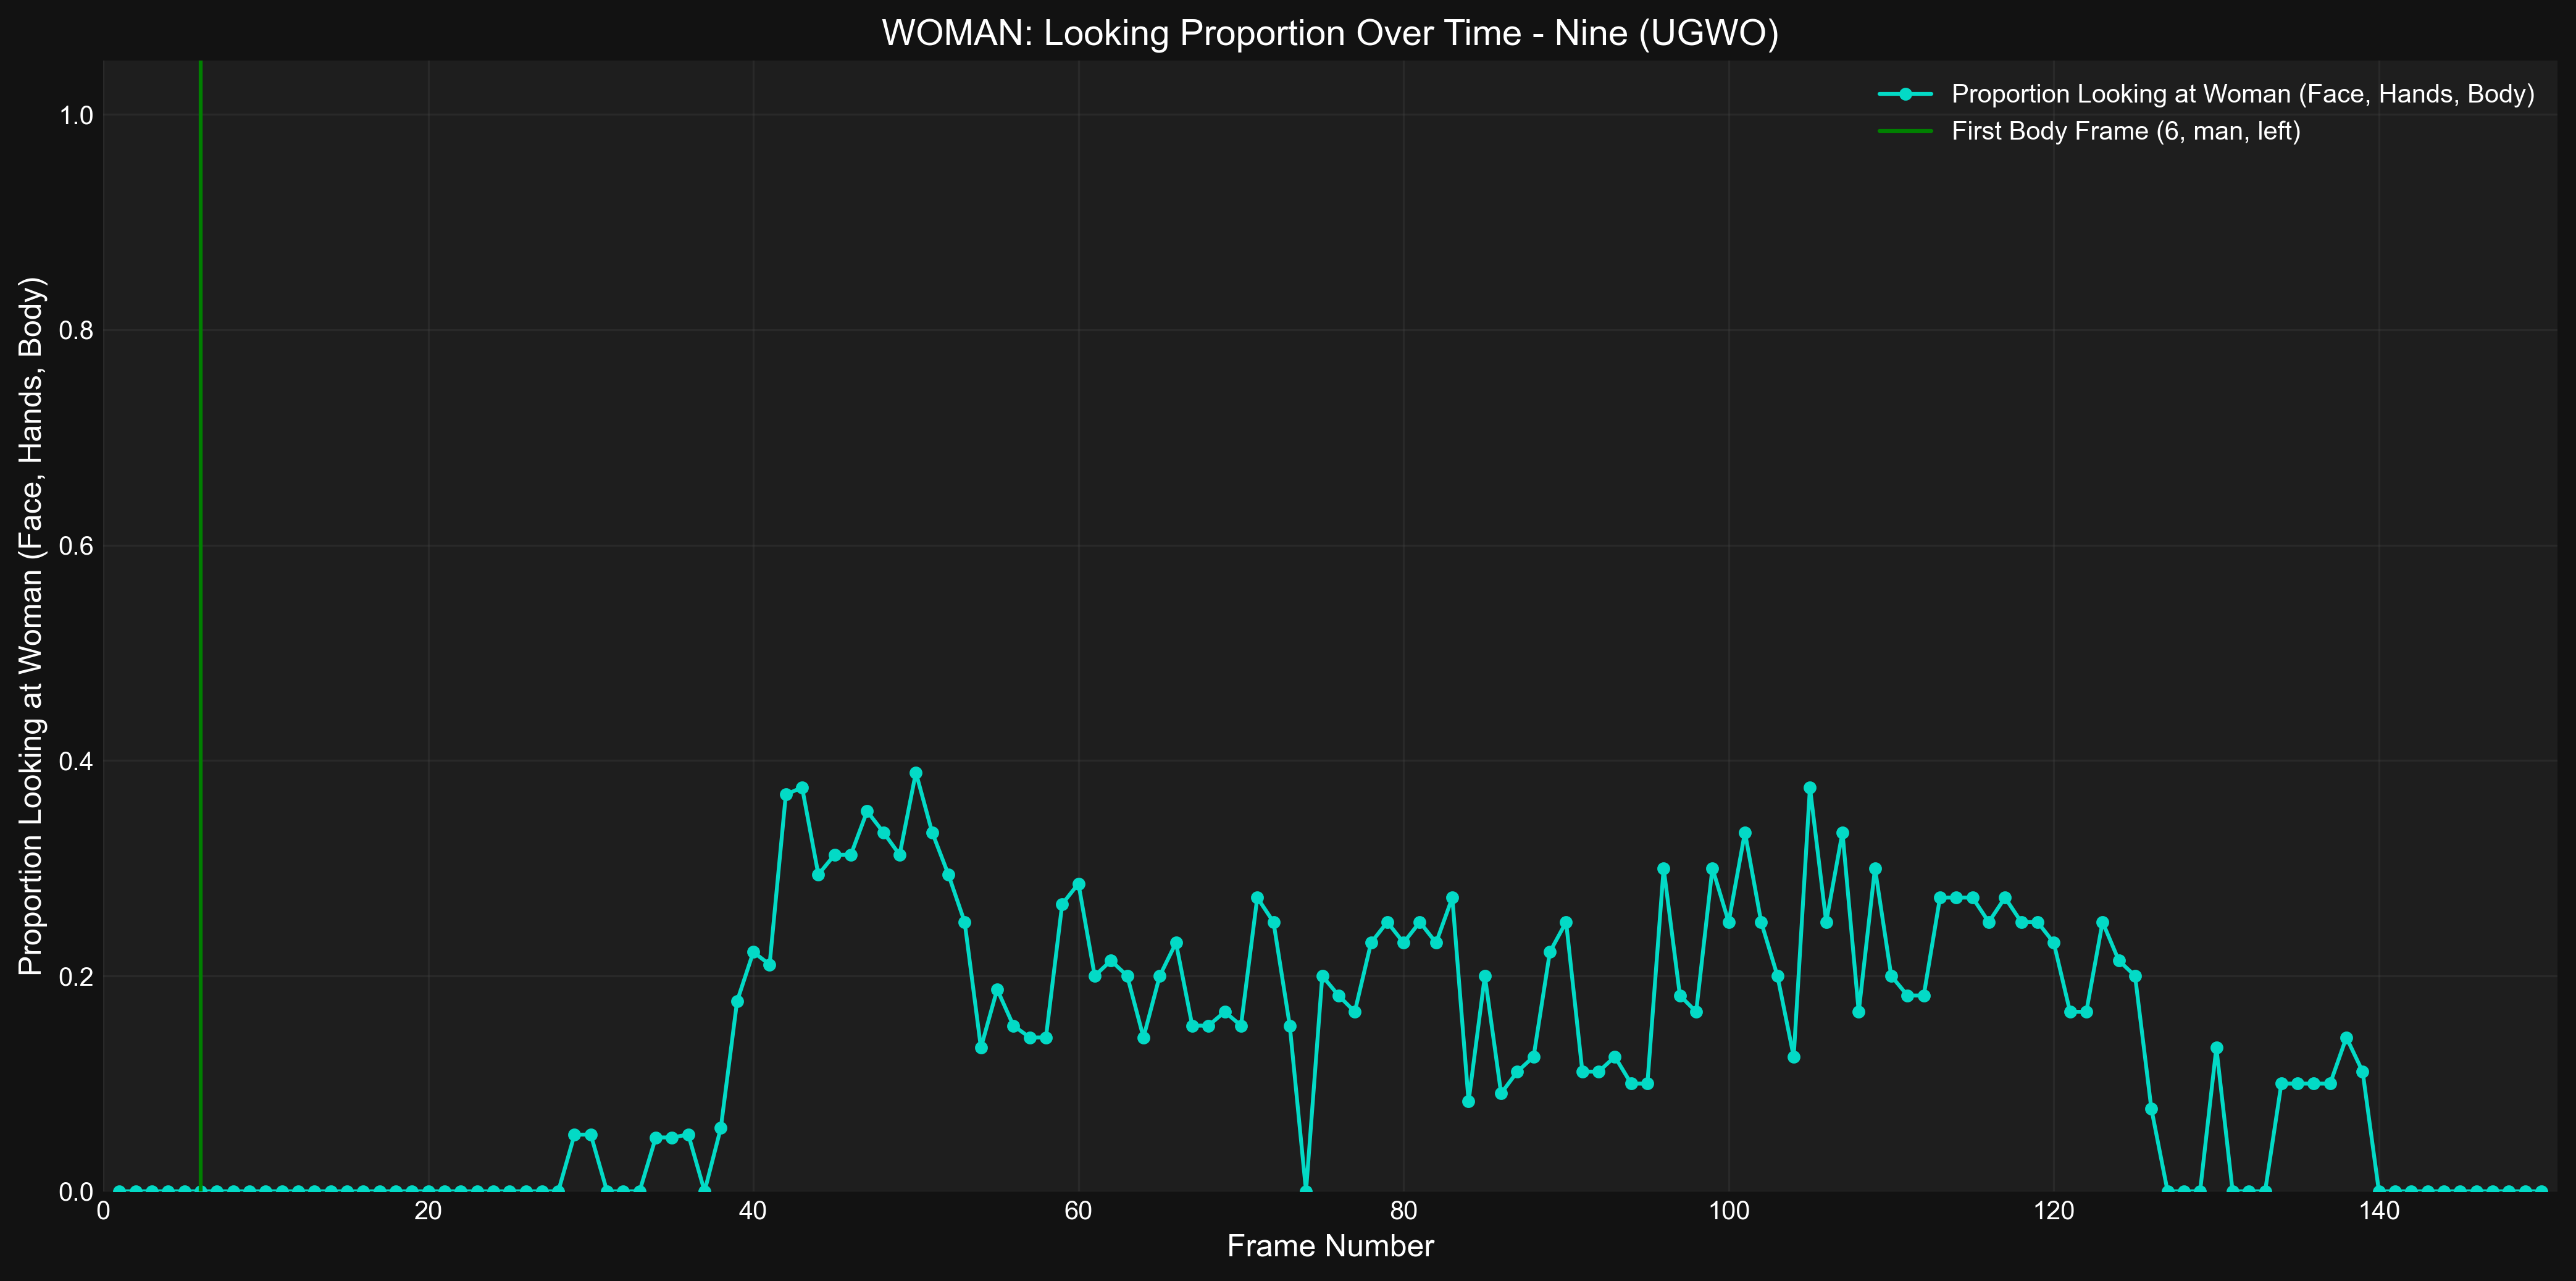 WOMAN: Looking Proportion Over Time - Nine (UGWO)
Proportion Looking at Woman (Face, Hands, Body)
First Body Frame (6, man, left)
Proportion Looking at Woman (Face, Hands, Body)
1.0
0.8
0.6
0.4
0.2
0.0
0 20 40 60 80 100 120 140
Frame Number